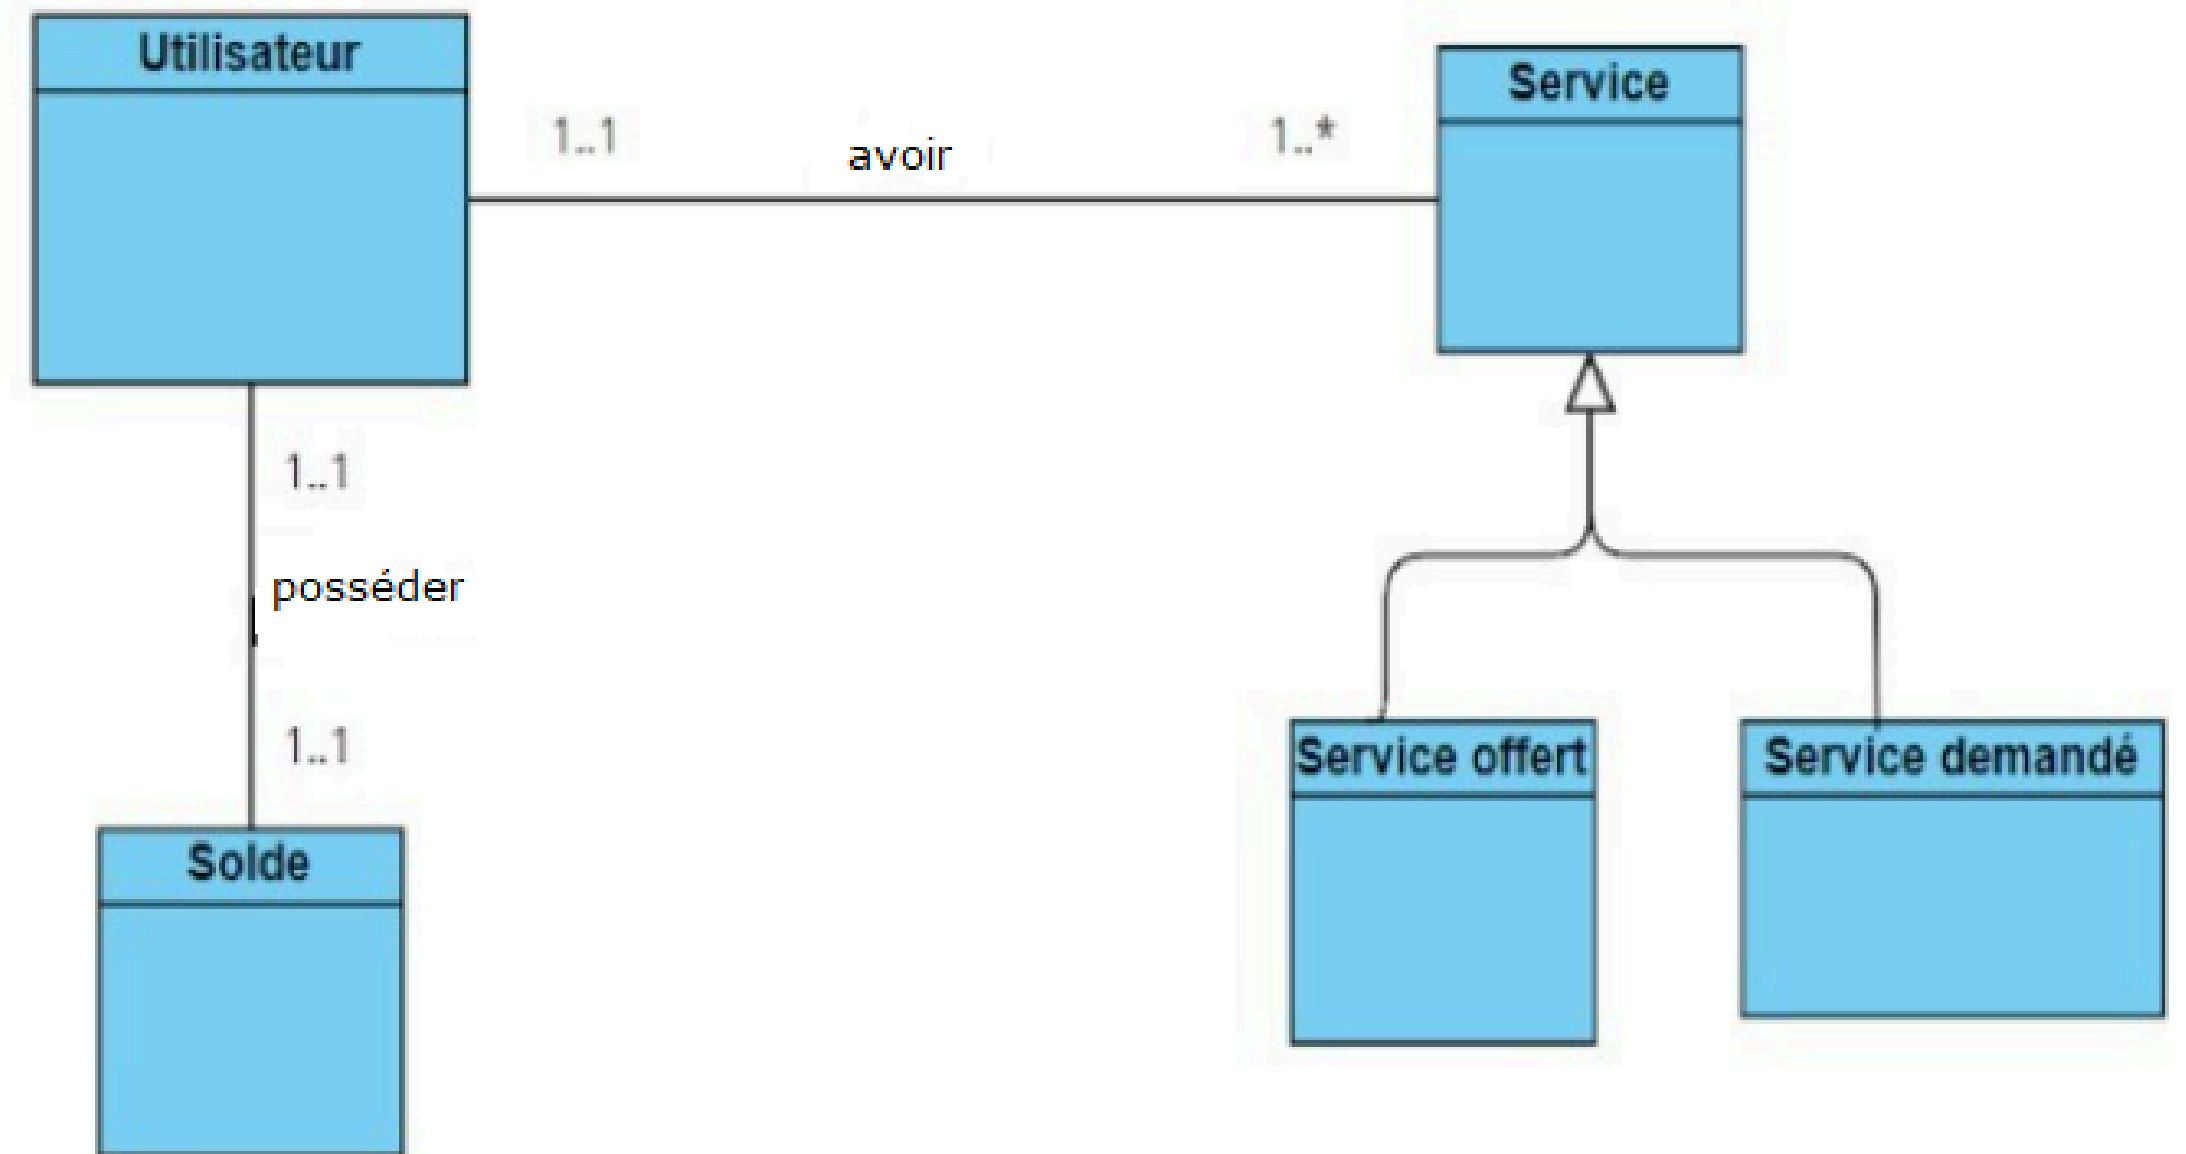 Utilisateur
Service
1..1
avoir
1..*
1..1
posséder
1..1
Service offert
Service demandé
Solde